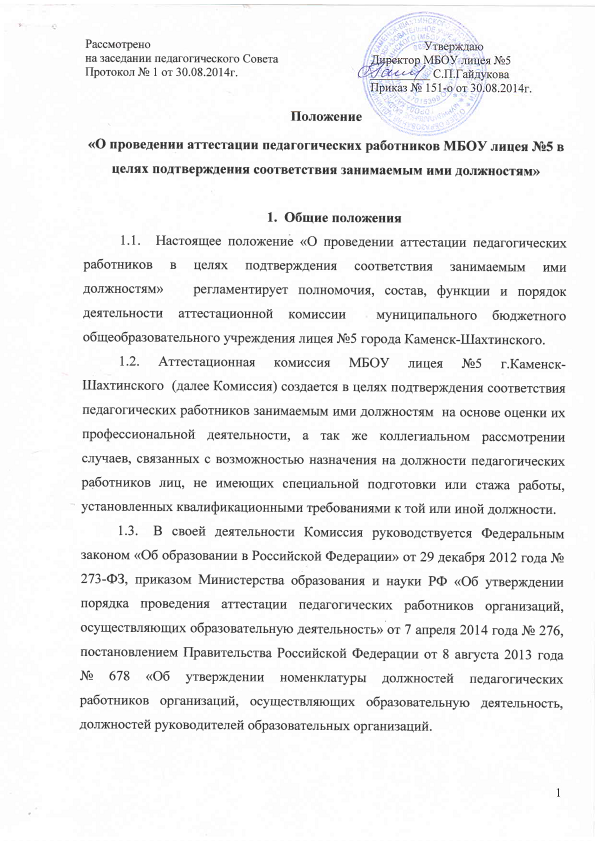 Рассмотрено
на заседании педагогического Совета
Протокол № 1 от 30.08.2014г.
Утверждаю
Директор МБОУ лицея №5
С.П.Гайдукова
Приказ № 151-о от 30.08.2014г.
Положение
«О проведении аттестации педагогических работников МБОУ лицея №5 в
целях подтверждения соответствия занимаемым ими должностям»
1. Общие положения
1.1. Настоящее положение «О проведении аттестации педагогических
работников в целях подтверждения соответствия занимаемым ими
должностям» регламентирует полномочия, состав, функции и порядок
деятельности аттестационной комиссии муниципального бюджетного
общеобразовательного учреждения лицея №5 города Каменск-Шахтинского.
1.2. Аттестационная комиссия МБОУ лицея №5 г.Каменск-
Шахтинского (далее Комиссия) создается в целях подтверждения соответствия
педагогических работников занимаемым ими должностям на основе оценки их
профессиональной деятельности, а так же коллегиальном рассмотрении
случаев, связанных с возможностью назначения на должности педагогических
работников лиц, не имеющих специальной подготовки или стажа работы,
установленных квалификационными требованиями к той или иной должности.
1.3. В своей деятельности Комиссия руководствуется Федеральным
законом «Об образовании в Российской Федерации» от 29 декабря 2012 года №
273-ФЗ, приказом Министерства образования и науки РФ «Об утверждении
порядка проведения аттестации педагогических работников организаций,
осуществляющих образовательную деятельность» от 7 апреля 2014 года № 276,
постановлением Правительства Российской Федерации от 8 августа 2013 года
№ 678 «Об утверждении номенклатуры должностей педагогических
работников организаций, осуществляющих образовательную деятельность,
должностей руководителей образовательных организаций.
1